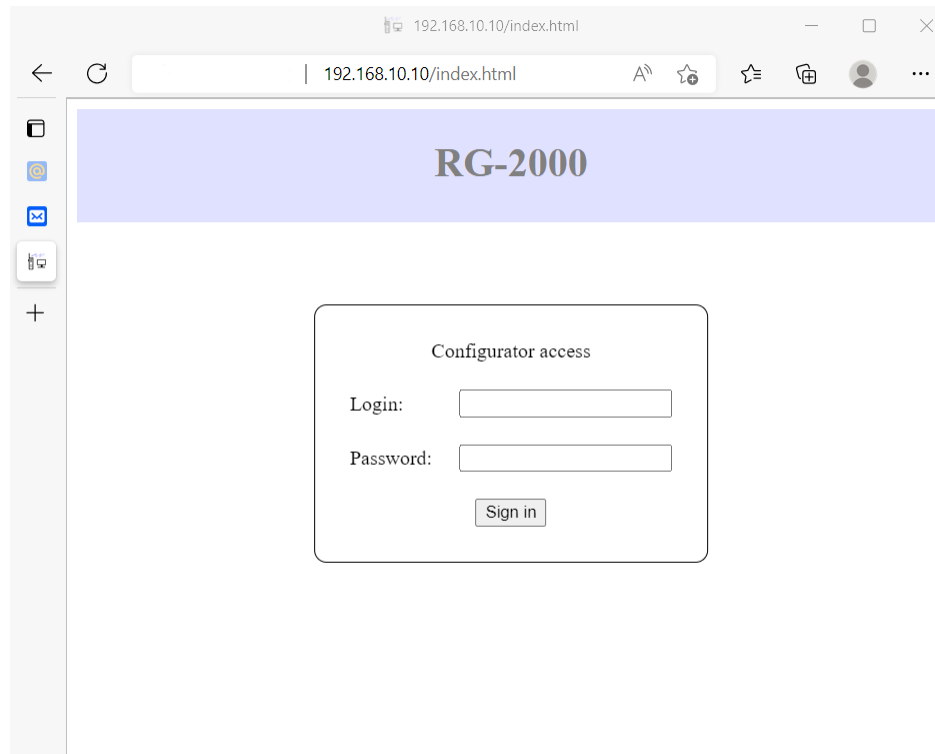 192.168.10.10/index.html
192.168.10.10/index.html
RG-2000
Configurator access
Login:
Password:
Sign in